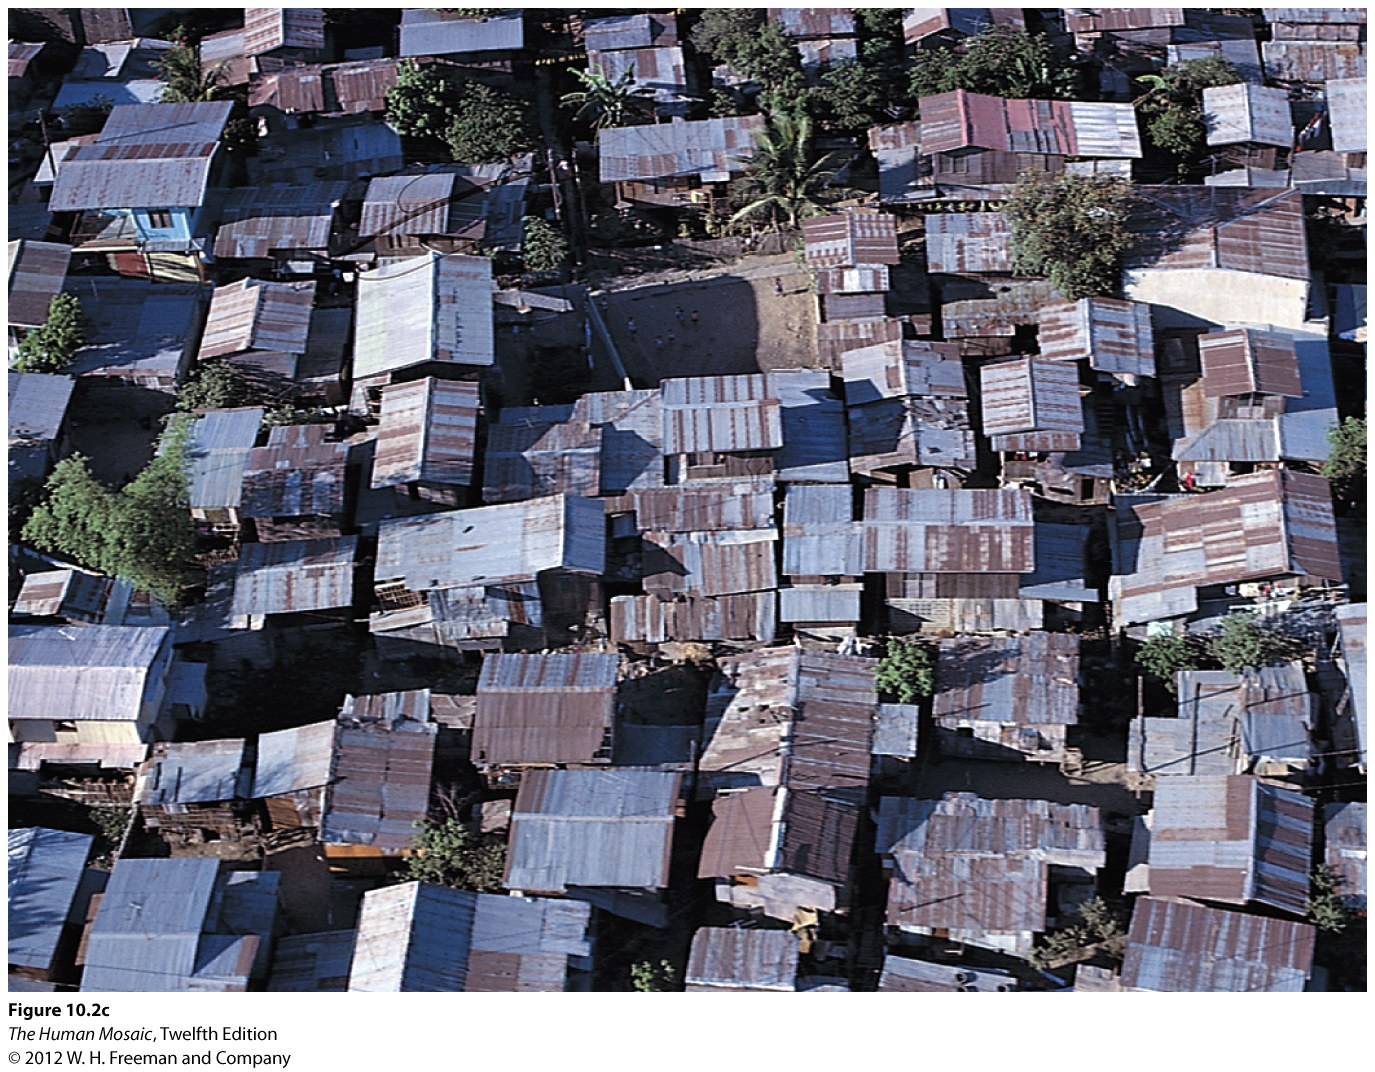 Figure 10.2c
The Human Mosaic, Twelfth Edition
© 2012 W. H. Freeman and Company